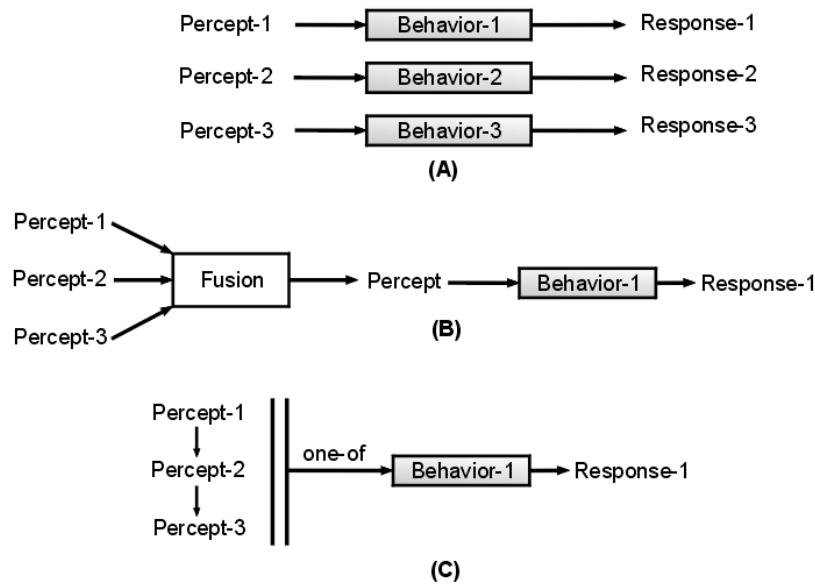 Percept-1 Behavior-1 Response-1
Percept-2 Behavior-2 Response-2
Percept-3 Behavior-3 Response-3
(A)
Percept-1
Percept-2 Fusion Percept Behavior-1 Response-1
Percept-3
(B)
Percept-1
one-of
Percept-2 Behavior-1 Response-1
Percept-3
(C)